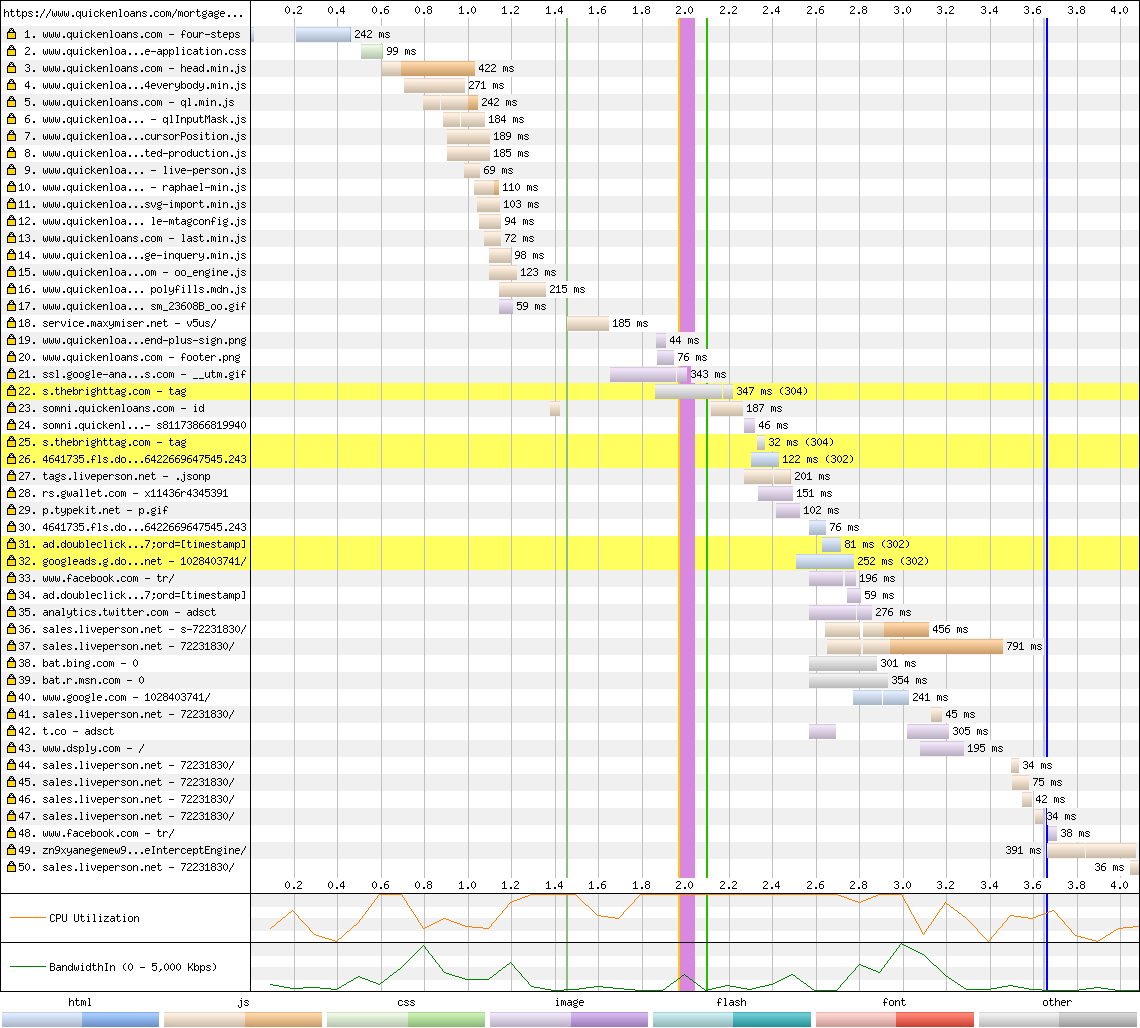 https://www.quickenloans.com/mortgage...
0.2 0.4 0.6 0.8 1.0 1.2 1.4 1.6 1.8 2.0 2.2 2.4 2.6 2.8 3.0 3.2 3.4 3.6 3.8 4.0
1. www.quickenloans.com - four-steps 242 ms
2. www.quickenloa...e-application.css 99 ms
3. www.quickenloans.com - head.min.js 422 ms
4. www.quickenloa...4everybody.min.js 271 ms
5. www.quickenloans.com - ql.min.js 242 ms
6. www.quickenloa... - qlInputMask.js 184 ms
7. www.quickenloa...cursorPosition.js 189 ms
8. www.quickenloa...ted-production.js 185 ms
9. www.quickenloa... - live-person.js 69 ms
10. www.quickenloa... - raphael-min.js 110 ms
11. www.quickenloa...svg-import.min.js 103 ms
12. www.quickenloa... le-mtagconfig.js 94 ms
13. www.quickenloans.com - last.min.js 72 ms
14. www.quickenloa...ge-inquery.min.js 98 ms
15. www.quickenloa...om - oo_engine.js 123 ms
16. www.quickenloa... polyfills.mdn.js 215 ms
17. www.quickenloa... sm_23608B_oo.gif 59 ms
18. service.maxymiser.net - v5us/ 185 ms
19. www.quickenloa...end-plus-sign.png 44 ms
20. www.quickenloans.com - footer.png 76 ms
21. ssl.google-ana...s.com - __utm.gif 343 ms
22. s.thebrighttag.com - tag 347 ms (304)
23. somni.quickenloans.com - id 187 ms
24. somni.quickenl...- s81173866819940 46 ms
25. s.thebrighttag.com - tag 32 ms (304)
26. 4641735.fls.do...6422669647545.243 122 ms (302)
27. tags.liveperson.net - .jsonp 201 ms
28. rs.gwallet.com - x11436r4345391 151 ms
29. p.typekit.net - p.gif 102 ms
30. 4641735.fls.do...6422669647545.243 76 ms
31. ad.doubleclick...7;ord=[timestamp] 81 ms (302)
32. googleads.g.do...net - 1028403741/ 252 ms (302)
33. www.facebook.com - tr/ 196 ms
34. ad.doubleclick...7;ord=[timestamp] 59 ms
35. analytics.twitter.com - adsct 276 ms
36. sales.liveperson.net - s-72231830/ 456 ms
37. sales.liveperson.net - 72231830/ 791 ms
38. bat.bing.com - 0 301 ms
39. bat.r.msn.com - 0 354 ms
40. www.google.com - 1028403741/ 241 ms
41. sales.liveperson.net - 72231830/ 45 ms
42. t.co - adsct 305 ms
43. www.dsply.com - / 195 ms
44. sales.liveperson.net - 72231830/ 34 ms
45. sales.liveperson.net - 72231830/ 75 ms
46. sales.liveperson.net - 72231830/ 42 ms
47. sales.liveperson.net - 72231830/ 34 ms
48. www.facebook.com - tr/ 38 ms
49. zn9xyanegemew9...eInterceptEngine/ 391 ms
50. sales.liveperson.net - 72231830/ 36 ms
0.2 0.4 0.6 0.8 1.0 1.2 1.4 1.6 1.8 2.0 2.2 2.4 2.6 2.8 3.0 3.2 3.4 3.6 3.8 4.0
CPU Utilization
BandwidthIn (0 - 5,000 Kbps)
html js css image flash font other